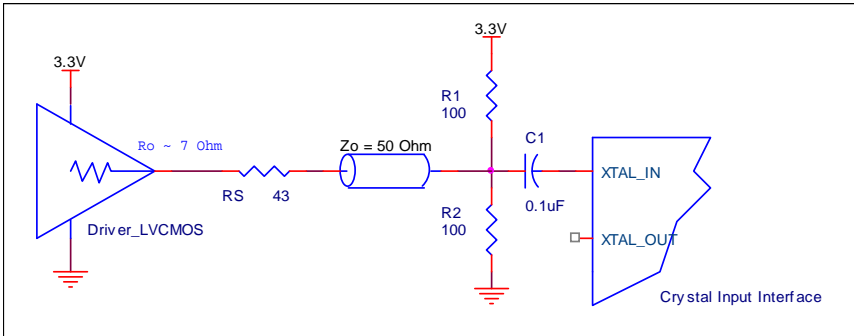 3.3V
3.3V
R1
100
Ro ~ 7 Ohm
Zo = 50 Ohm
C1
RS 43
XTAL_IN
0.1uF
R2
100
Driver_LVCMOS
XTAL_OUT
Crystal Input Interface